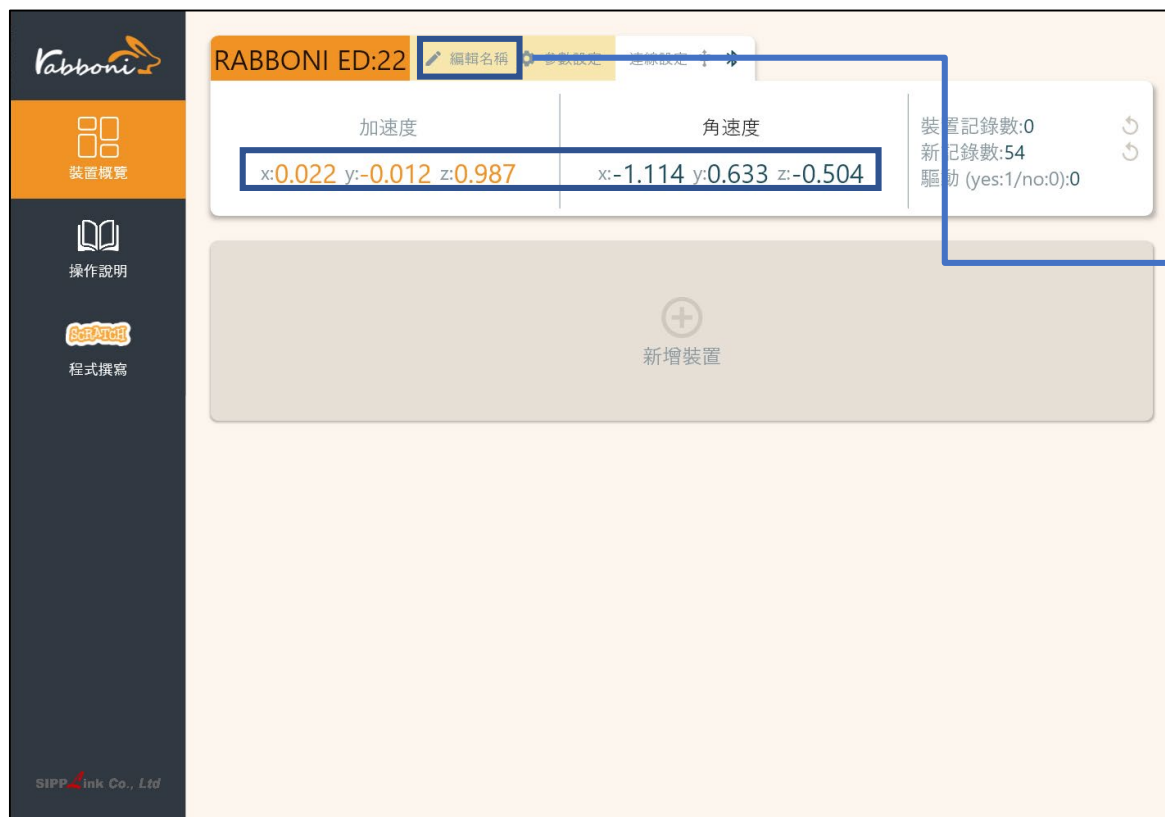 rabboni
RABBONI ED:22 編輯名稱 參數設定 連線設定
加速度 角速度
x:0.022 y:-0.012 z:0.987 x:-1.114 y:0.633 z:-0.504
裝置記錄數:0
新記錄數:54
驅動 (yes:1/no:0):0
裝置概覽
操作說明
SCRATCH
程式撰寫
新增裝置
SIPPLink Co., Ltd